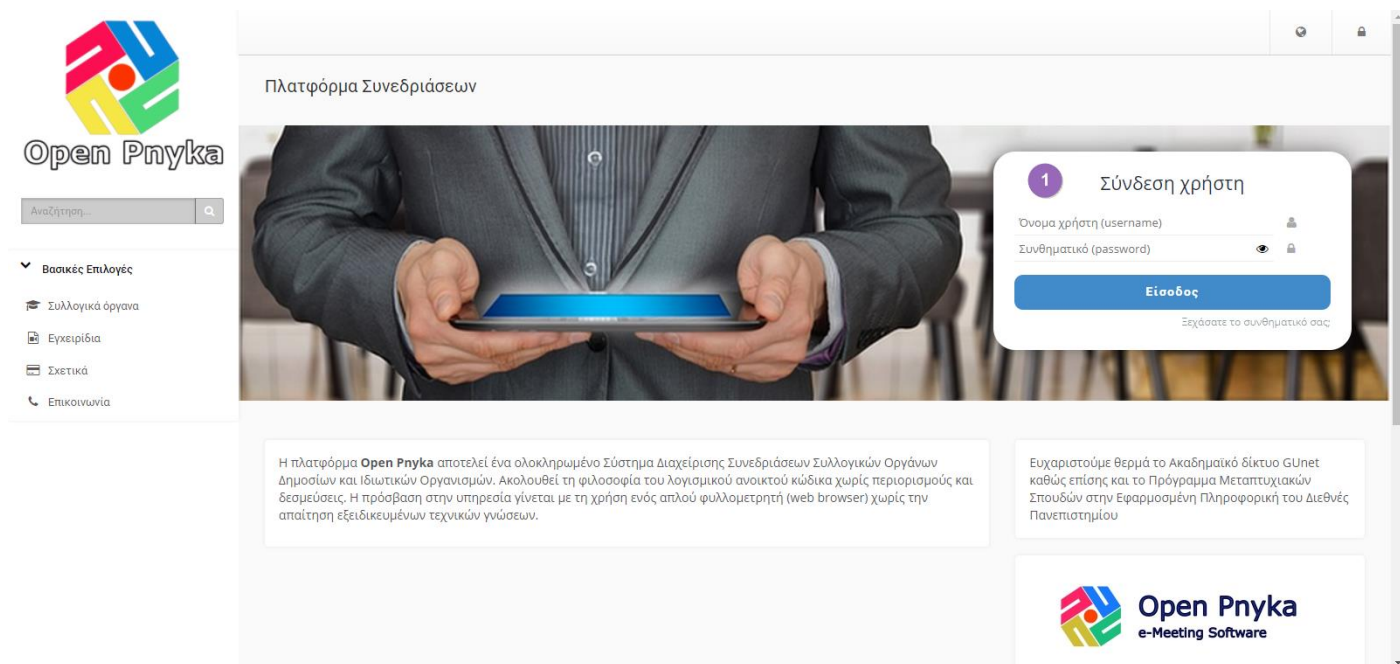 Open Pnyka
Αναζήτηση...
Βασικές Επιλογές
Συλλογικά όργανα
Εγχειρίδια
Σχετικά
Επικοινωνία
Πλατφόρμα Συνεδριάσεων
1 Σύνδεση χρήστη
Όνομα χρήστη (username)
Συνθηματικό (password)
Είσοδος
Ξεχάσατε το συνθηματικό σας;
Η πλατφόρμα Open Pnyka αποτελεί ένα ολοκληρωμένο Σύστημα Διαχείρισης Συνεδριάσεων Συλλογικών Οργάνων
Δημοσίων και Ιδιωτικών Οργανισμών. Ακολουθεί τη φιλοσοφία του λογισμικού ανοικτού κώδικα χωρίς περιορισμούς και
δεσμεύσεις. Η πρόσβαση στην υπηρεσία γίνεται με τη χρήση ενός απλού φυλλομετρητή (web browser) χωρίς την
απαίτηση εξειδικευμένων τεχνικών γνώσεων.
Ευχαριστούμε θερμά το Ακαδημαϊκό δίκτυο GUnet
καθώς επίσης και το Πρόγραμμα Μεταπτυχιακών
Σπουδών στην Εφαρμοσμένη Πληροφορική του Διεθνές
Πανεπιστημίου
Open Pnyka
e-Meeting Software